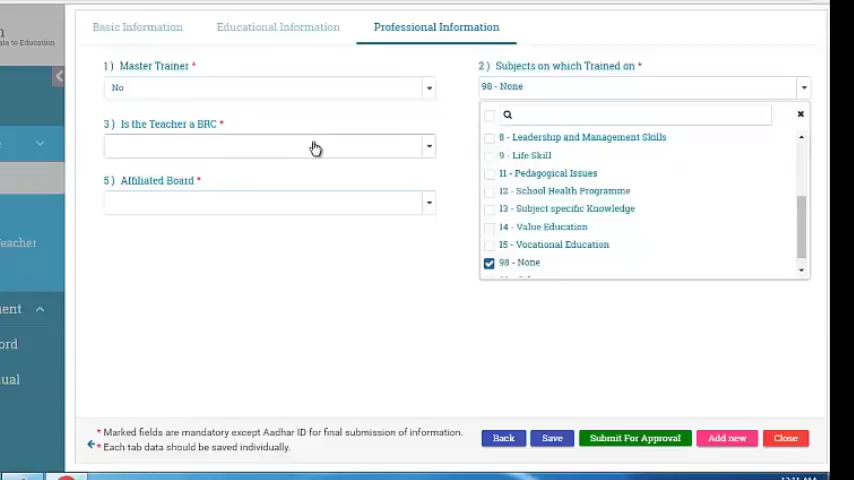 ate to Education
Basic Information
Educational Information
Professional Information
1 ) Master Trainer *
No
2 ) Subjects on which Trained on *
98 - None
3 ) Is the Teacher a BRC *
8 - Leadership and Management Skills
9 - Life Skill
11 - Pedagogical Issues
12 - School Health Programme
13 - Subject specific Knowledge
14 - Value Education
15 - Vocational Education
98 - None
5 ) Affiliated Board *
eacher
ent
ord
ual
* Marked fields are mandatory except Aadhar ID for final submission of information.
* Each tab data should be saved individually.
Back
Save
Submit For Approval
Add new
Close